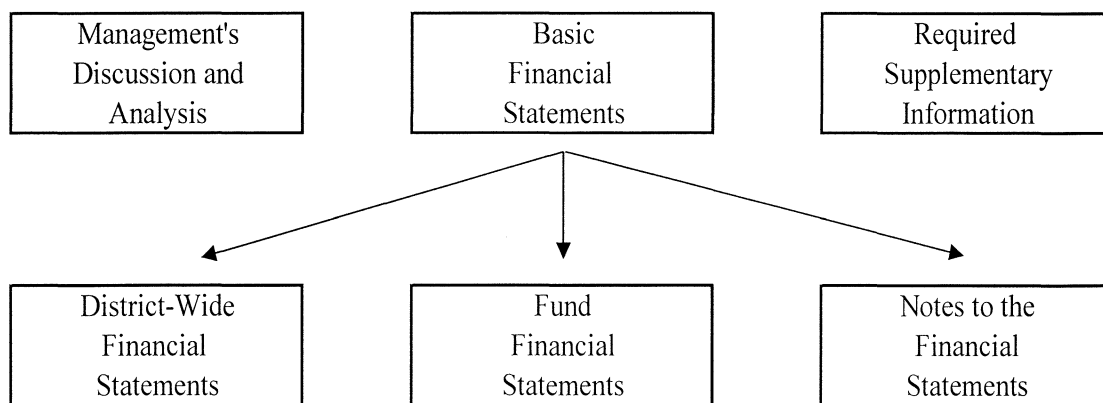 Management's
Discussion and
Analysis
Basic
Financial
Statements
Required
Supplementary
Information
District-Wide
Financial
Statements
Fund
Financial
Statements
Notes to the
Financial
Statements